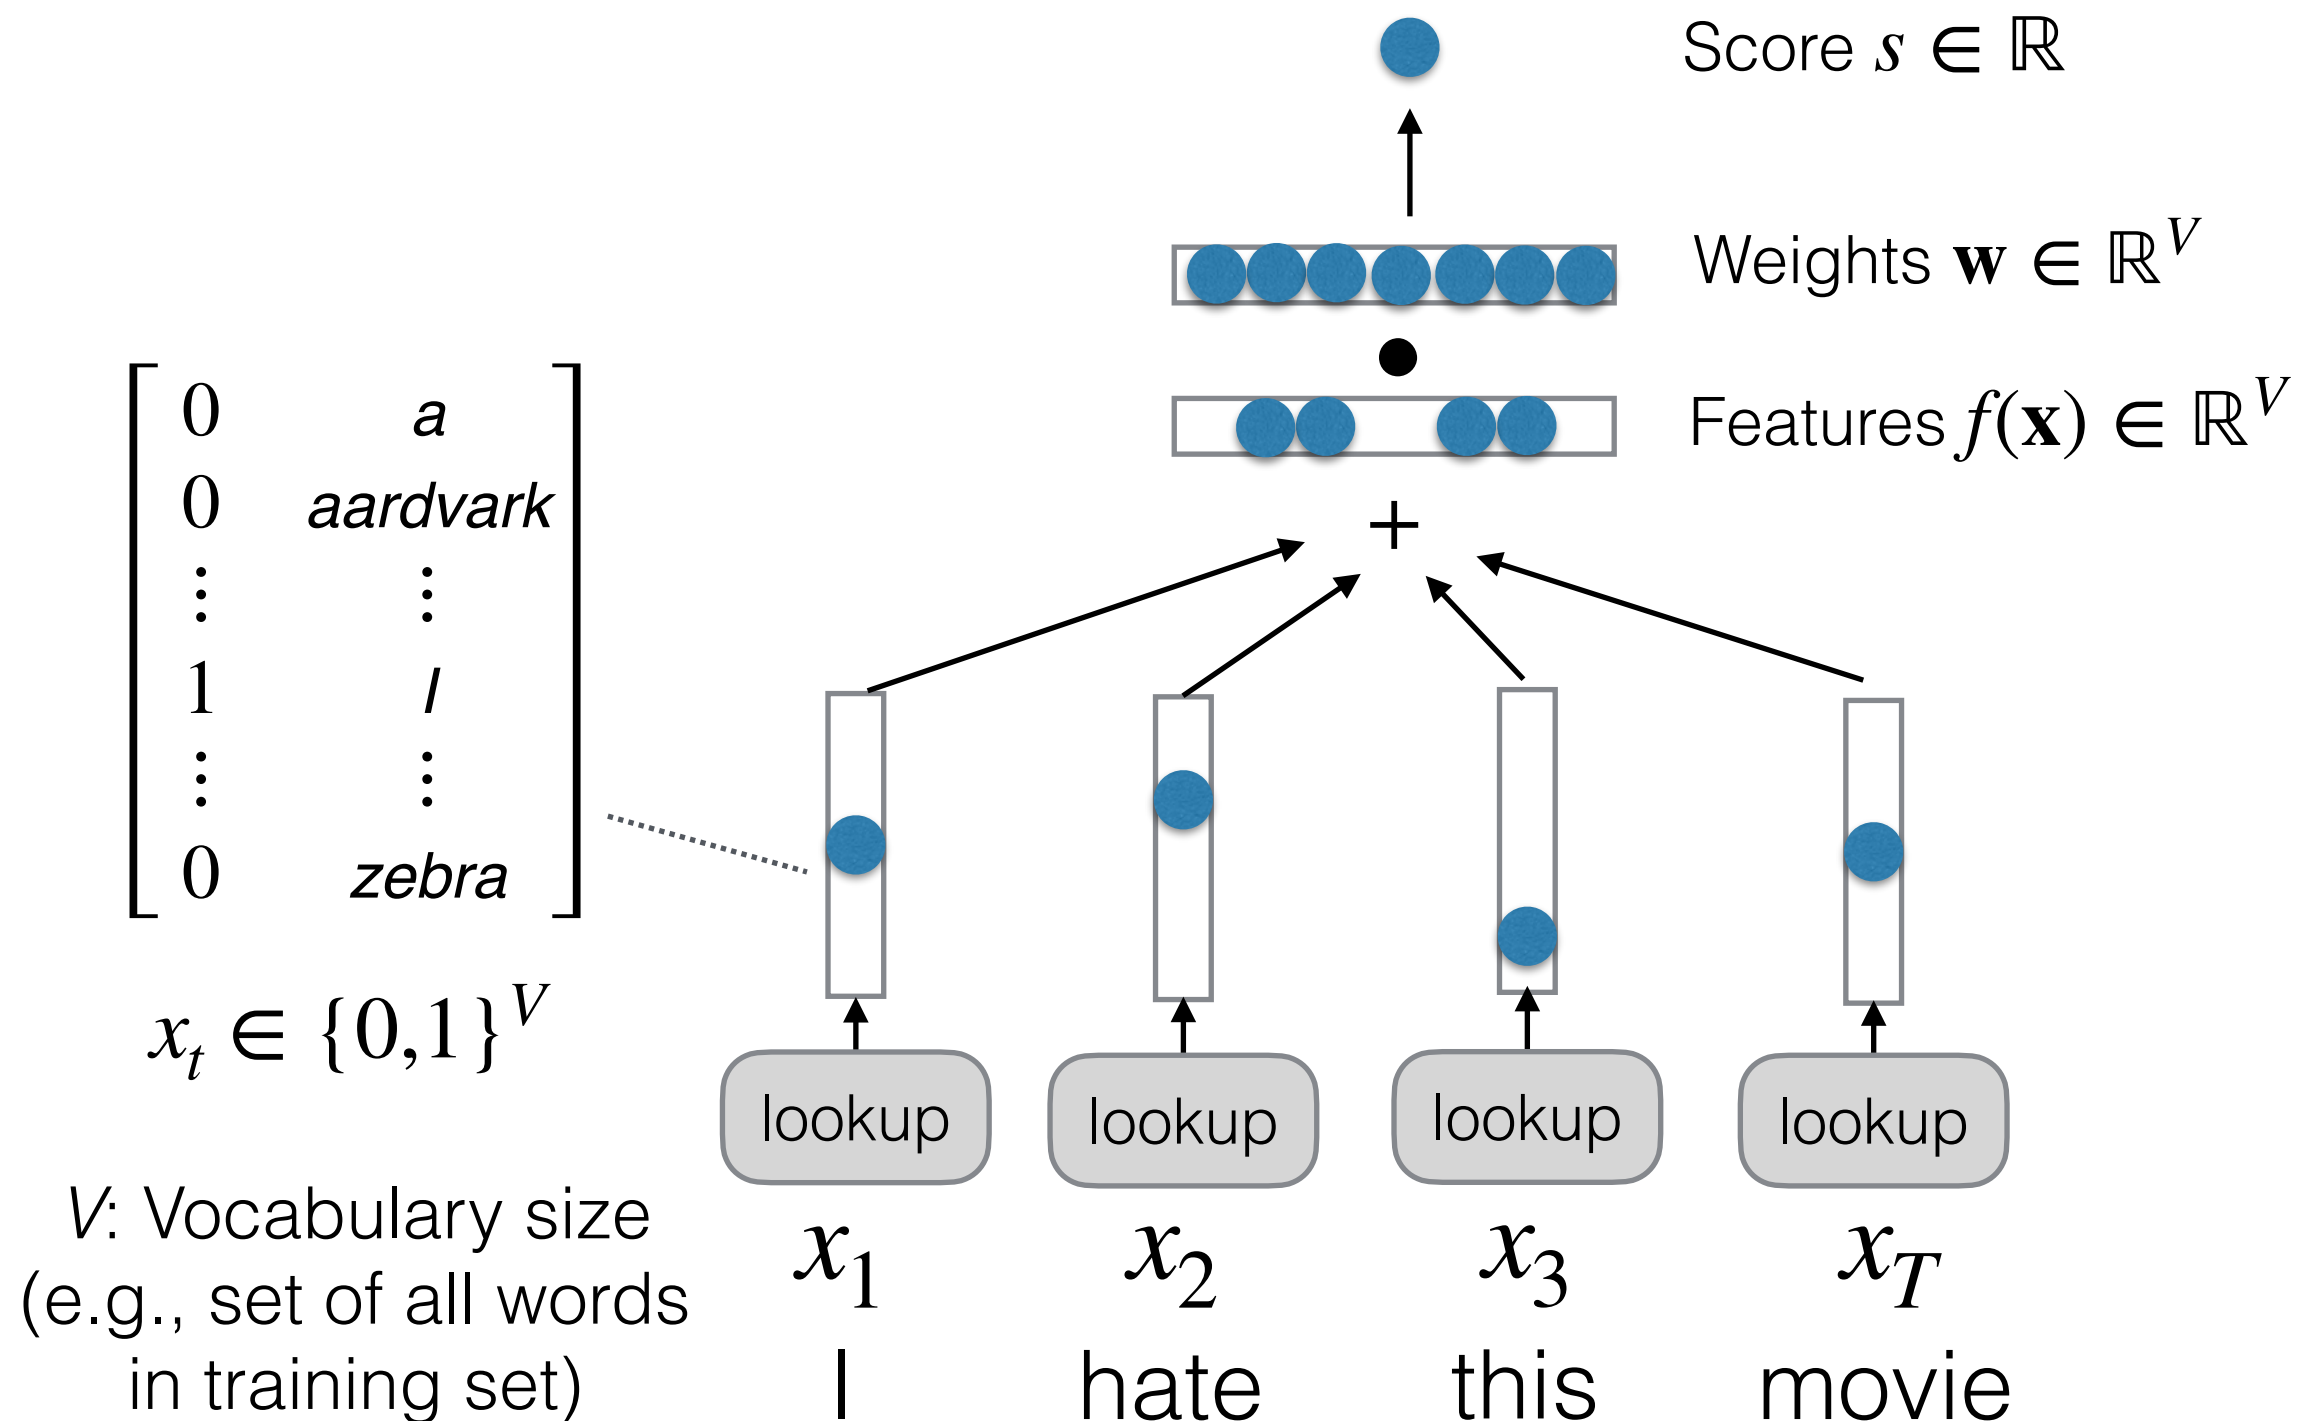 Score s ∈ ℝ
Weights w ∈ ℝ^V
Features f(x) ∈ ℝ^V
+
0 a
0 aardvark
⋮ ⋮
1 I
⋮ ⋮
0 zebra
x_t ∈ {0,1}^V
lookup lookup lookup lookup
V: Vocabulary size
(e.g., set of all words
in training set)
x_1 x_2 x_3 x_T
I hate this movie